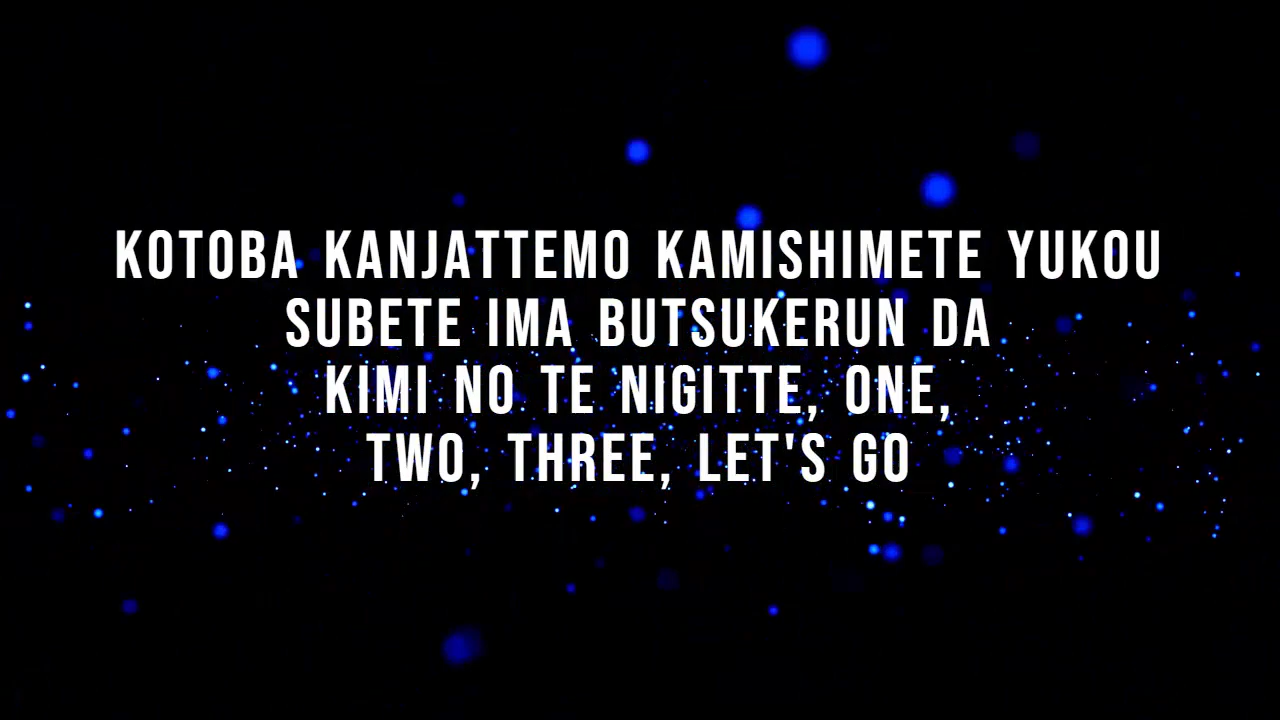 KOTOBA KANJATTEMO KAMISHIMETE YUKOU
SUBETE IMA BUTSUKERUN DA
KIMI NO TE NIGITTE, ONE,
TWO, THREE, LET'S GO